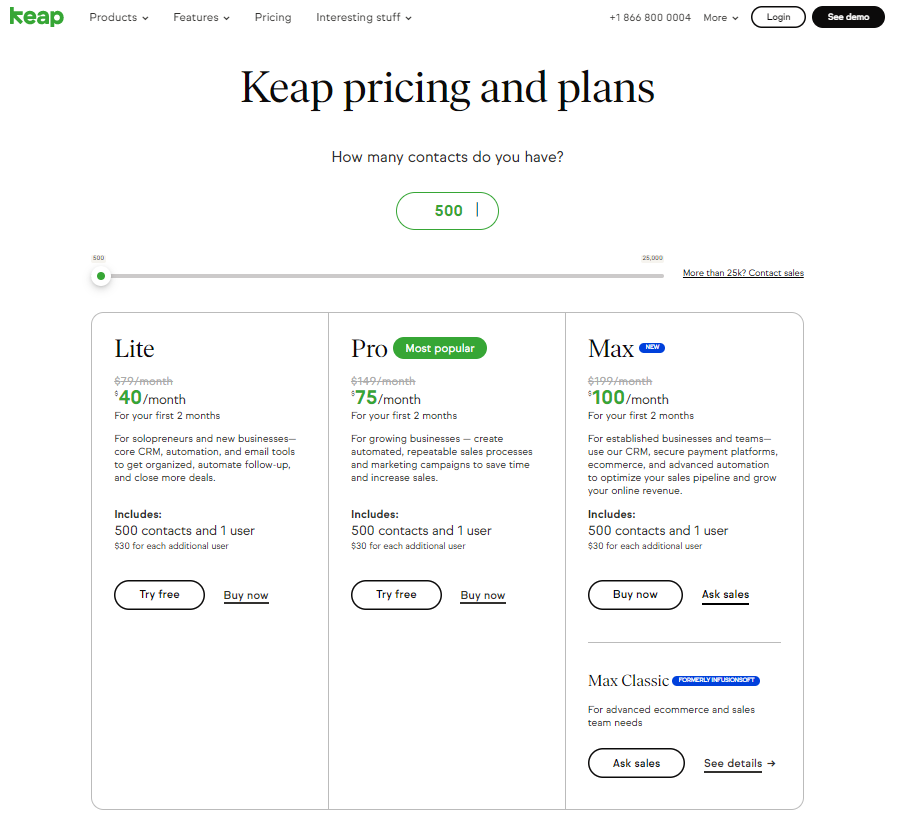 keap Products Features Pricing Interesting stuff +1 866 800 0004 More Login See demo
Keap pricing and plans
How many contacts do you have?
500
500 25,000
More than 25k? Contact sales
Lite
$79/month
$40/month
For your first 2 months
For solopreneurs and new businesses—
core CRM, automation, and email tools
to get organized, automate follow-up,
and close more deals.
Includes:
500 contacts and 1 user
$30 for each additional user
Try free Buy now
Pro Most popular
$149/month
$75/month
For your first 2 months
For growing businesses — create
automated, repeatable sales processes
and marketing campaigns to save time
and increase sales.
Includes:
500 contacts and 1 user
$30 for each additional user
Try free Buy now
Max NEW
$199/month
$100/month
For your first 2 months
For established businesses and teams—
use our CRM, secure payment platforms,
ecommerce, and advanced automation
to optimize your sales pipeline and grow
your online revenue.
Includes:
500 contacts and 1 user
$30 for each additional user
Buy now Ask sales
Max Classic FORMERLY INFUSIONSOFT
For advanced ecommerce and sales
team needs
Ask sales See details →